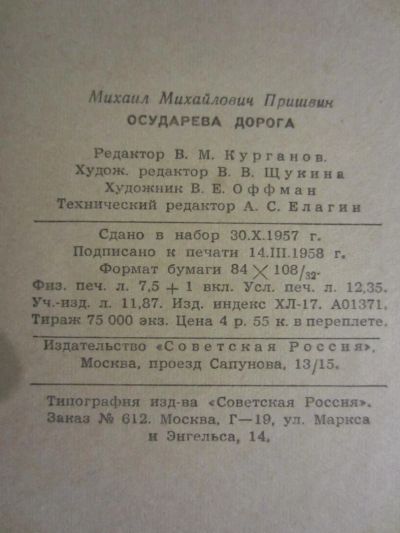 Михаил Михайлович Пришвин
ОСУДАРЕВА ДОРОГА
Редактор В. М. Курганов.
Худож. редактор В. В. Щукина
Художник В. Е. Оффман
Технический редактор А. С. Елагин
Сдано в набор 30.X.1957 г.
Подписано к печати 14.III.1958 г.
Формат бумаги 84 × 108/32.
Физ. печ. л. 7,5 + 1 вкл. Усл. печ. л. 12,35.
Уч.-изд. л. 11,87. Изд. индекс ХЛ-17. А01371.
Тираж 75 000 экз. Цена 4 р. 55 к. в переплете.
Издательство «Советская Россия».
Москва, проезд Сапунова, 13/15.
Типография изд-ва «Советская Россия».
Заказ № 612. Москва, Г—19, ул. Маркса
и Энгельса, 14.